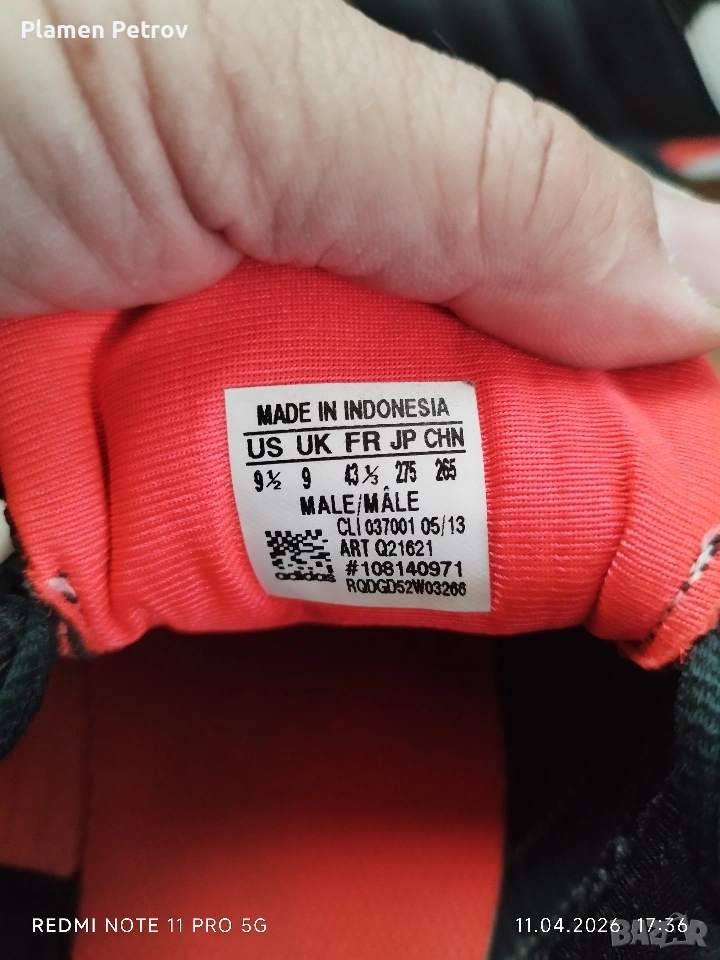 Plamen Petrov
MADE IN INDONESIA
US UK FR JP CHN
9½ 9 43⅓ 275 265
MALE/MÂLE
CLI 037001 05/13
ART Q21621
#108140971
adidas
RQDGD52W03266
REDMI NOTE 11 PRO 5G
11.04.2026 17:36
BAZAR